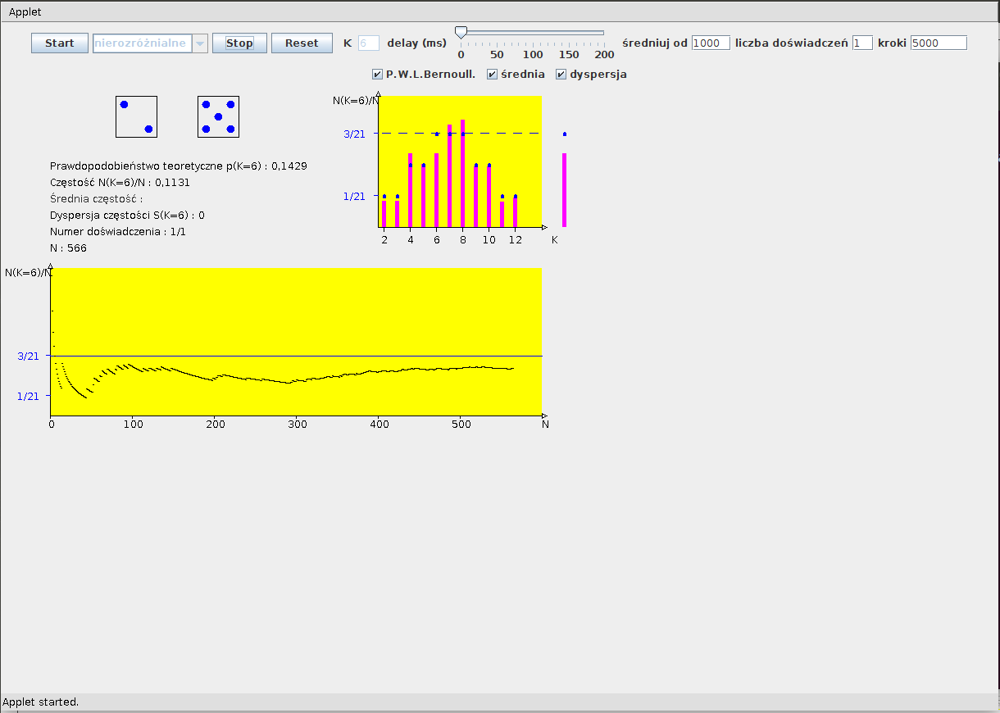 Applet
Start nierozróżnialne Stop Reset K 6 delay (ms) średniuj od 1000 liczba doświadczeń 1 kroki 5000
0 50 100 150 200
P.W.L.Bernoull. średnia dyspersja
N(K=6)/N
3/21
1/21
2 4 6 8 10 12 K
Prawdopodobieństwo teoretyczne p(K=6) : 0,1429
Częstość N(K=6)/N : 0,1131
Średnia częstość :
Dyspersja częstości S(K=6) : 0
Numer doświadczenia : 1/1
N : 566
N(K=6)/N
3/21
1/21
0 100 200 300 400 500 N
Applet started.